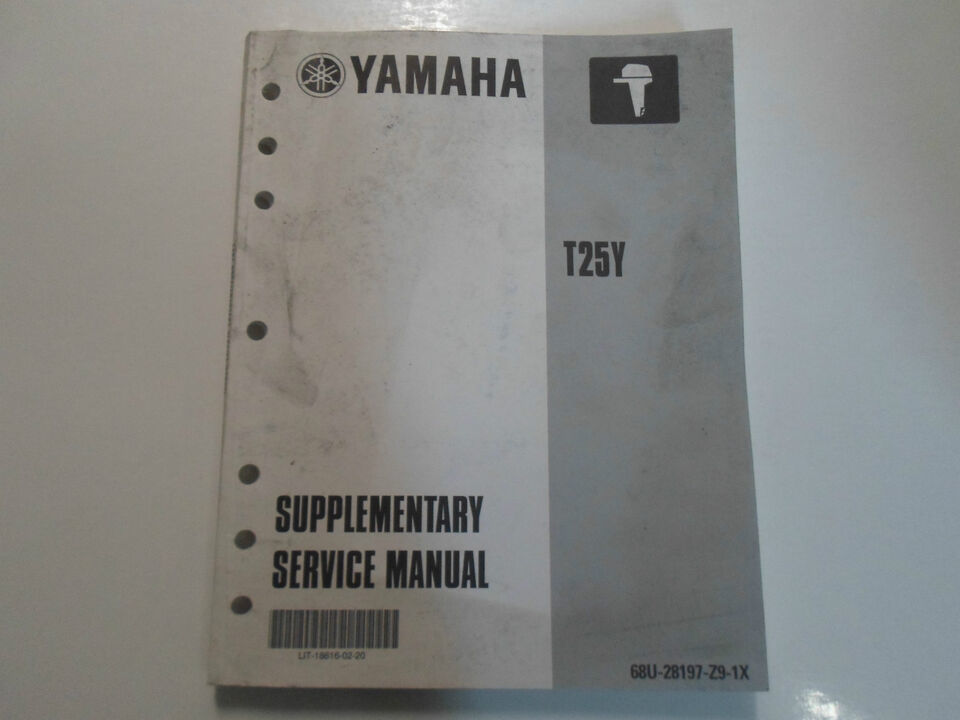 YAMAHA
T25Y
SUPPLEMENTARY
SERVICE MANUAL
LIT-18616-02-20
68U-28197-Z9-1X